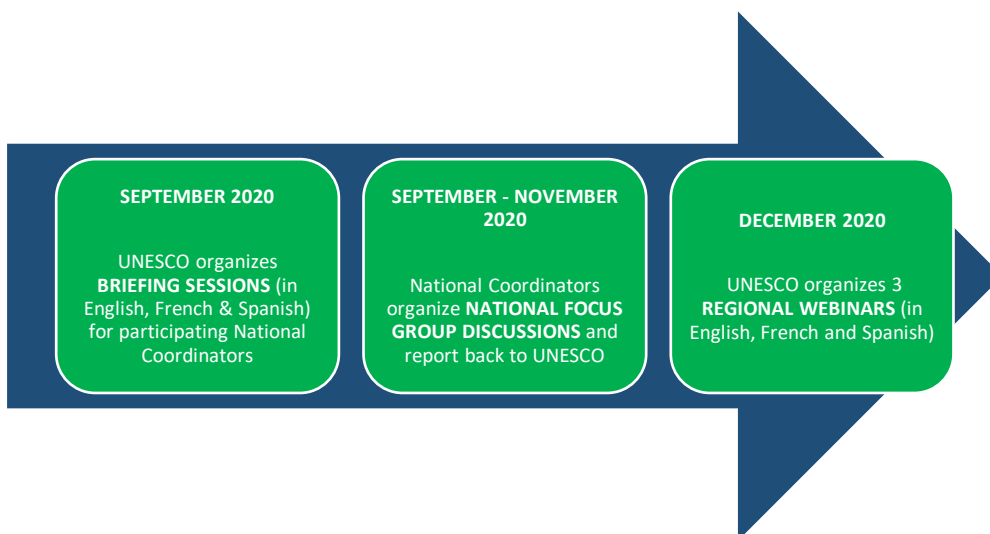 SEPTEMBER 2020
UNESCO organizes
BRIEFING SESSIONS (in
English, French & Spanish)
for participating National
Coordinators
SEPTEMBER - NOVEMBER
2020
National Coordinators
organize NATIONAL FOCUS
GROUP DISCUSSIONS and
report back to UNESCO
DECEMBER 2020
UNESCO organizes 3
REGIONAL WEBINARS (in
English, French and Spanish)